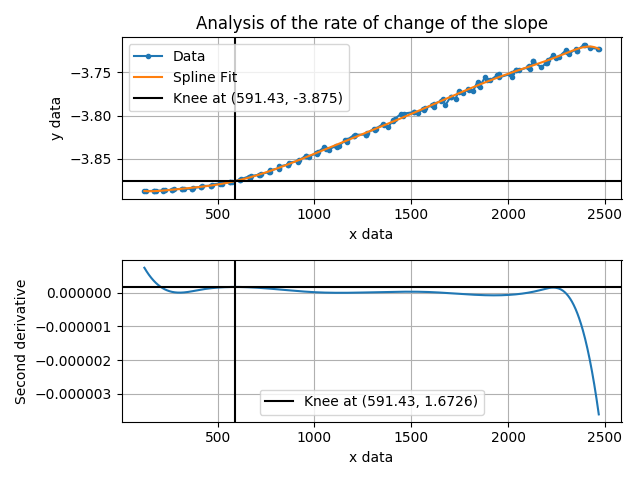 Analysis of the rate of change of the slope
Data
Spline Fit
Knee at (591.43, -3.875)
y data
−3.75
−3.80
−3.85
500 1000 1500 2000 2500
x data
Second derivative
0.000000
−0.000001
−0.000002
−0.000003
Knee at (591.43, 1.6726)
500 1000 1500 2000 2500
x data